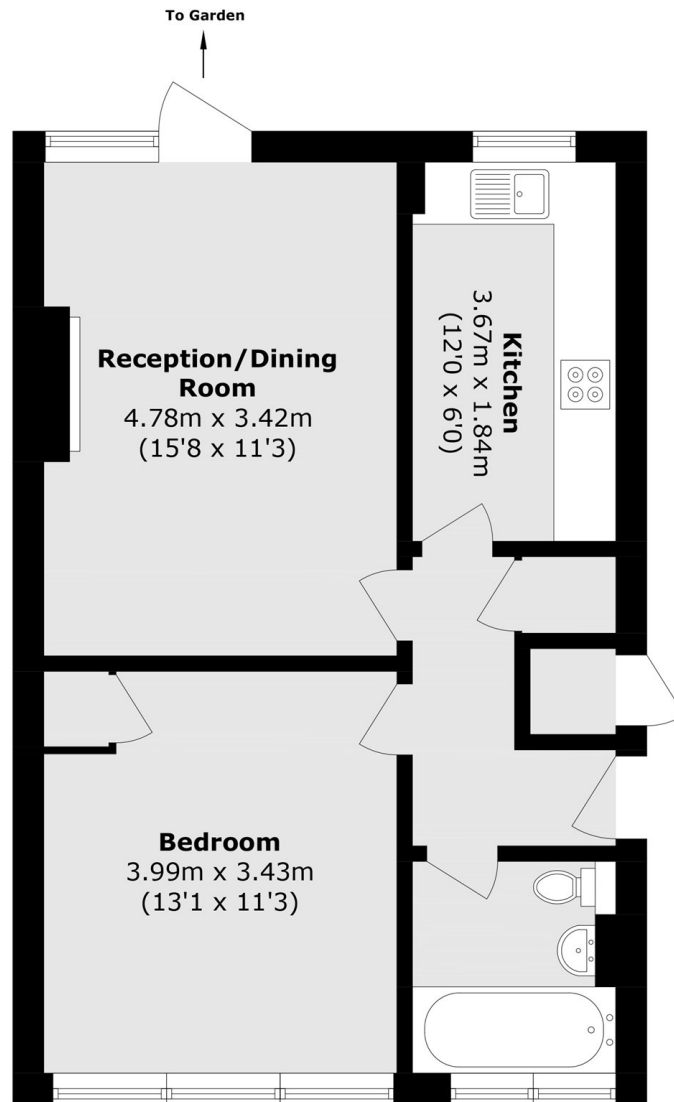 To Garden
Reception/Dining
Room
4.78m x 3.42m
(15'8 x 11'3)
Kitchen
3.67m x 1.84m
(12'0 x 6'0)
Bedroom
3.99m x 3.43m
(13'1 x 11'3)